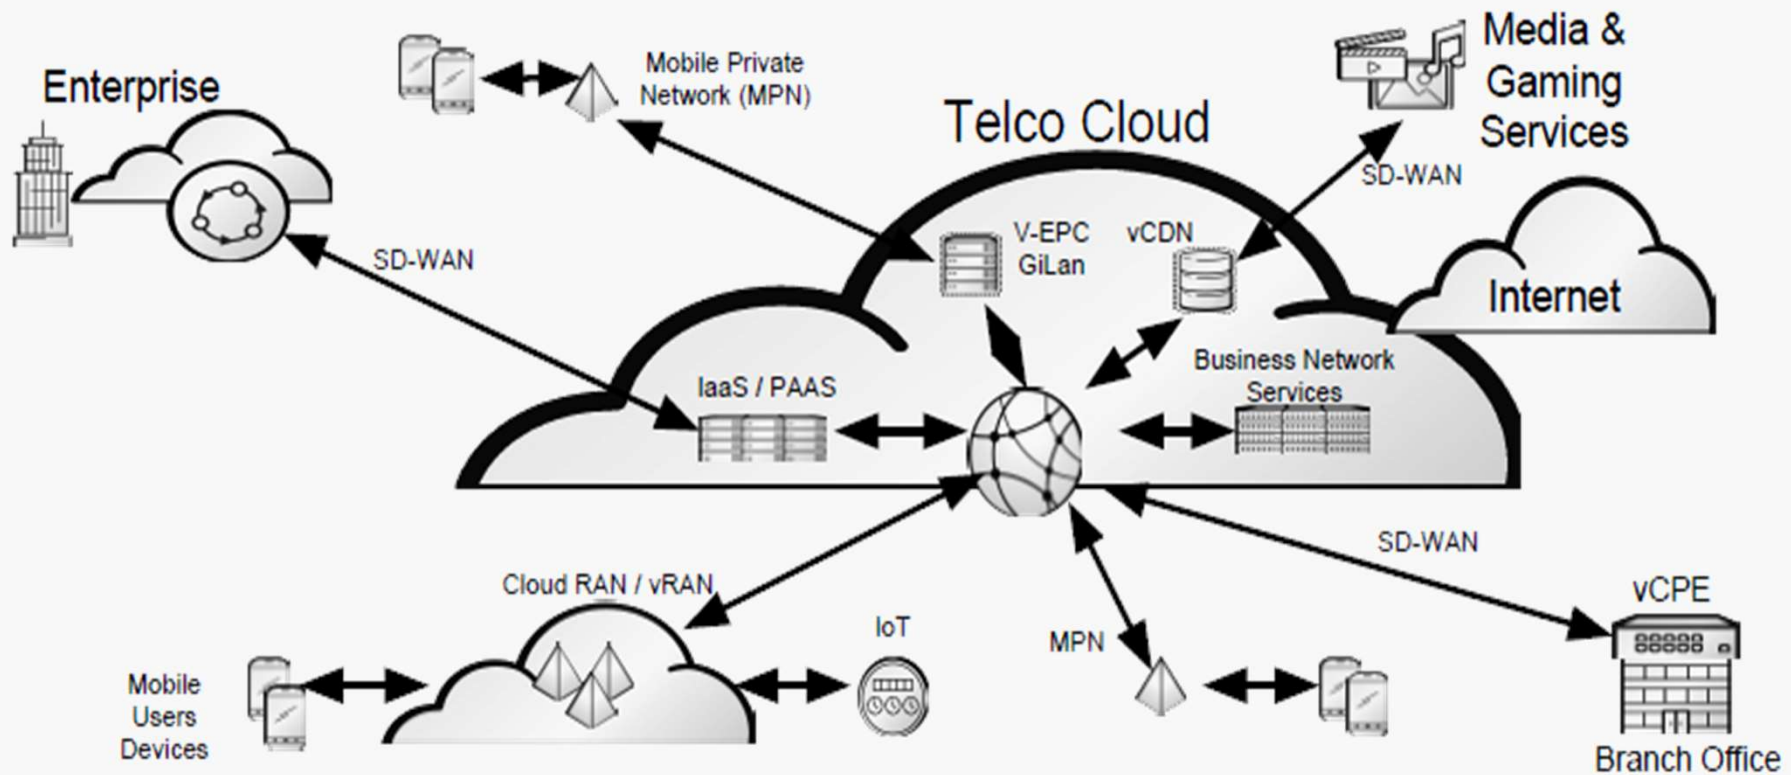 Enterprise
Mobile Private
Network (MPN)
Telco Cloud
Media &
Gaming
Services
SD-WAN
SD-WAN
V-EPC
GiLan
vCDN
Internet
IaaS / PAAS
Business Network
Services
SD-WAN
Cloud RAN / vRAN
IoT
MPN
vCPE
Mobile
Users
Devices
Branch Office